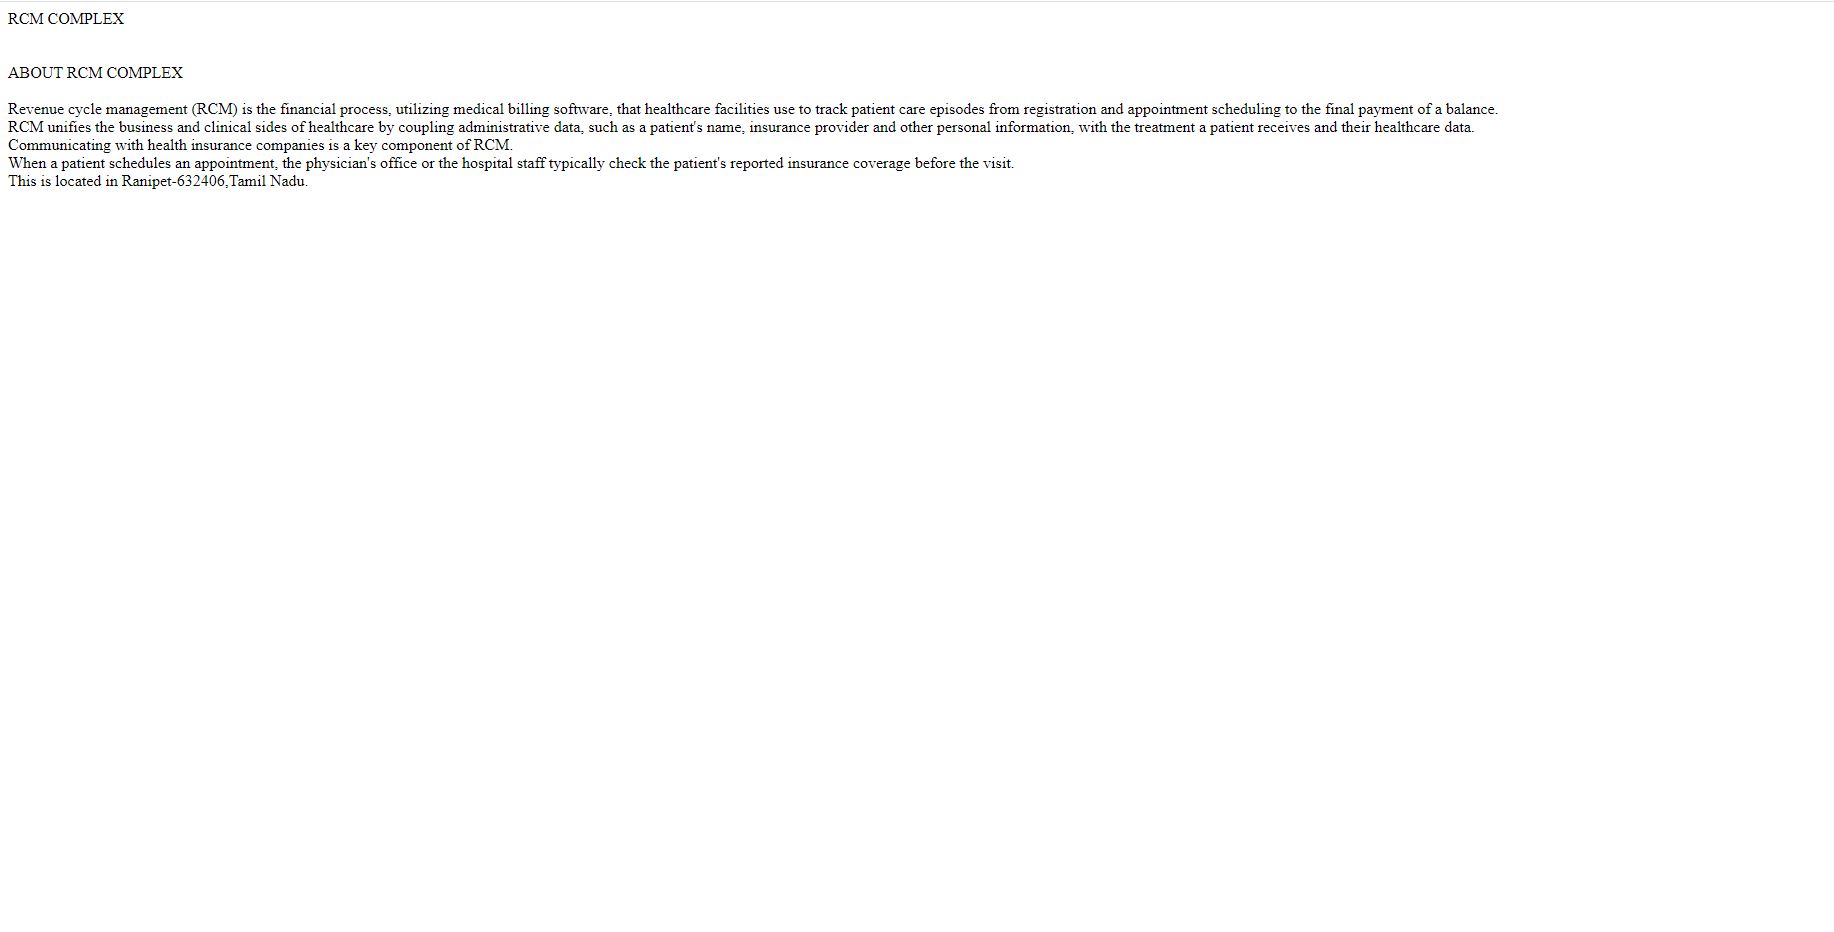 RCM COMPLEX
ABOUT RCM COMPLEX
Revenue cycle management (RCM) is the financial process, utilizing medical billing software, that healthcare facilities use to track patient care episodes from registration and appointment scheduling to the final payment of a balance.
RCM unifies the business and clinical sides of healthcare by coupling administrative data, such as a patient's name, insurance provider and other personal information, with the treatment a patient receives and their healthcare data.
Communicating with health insurance companies is a key component of RCM.
When a patient schedules an appointment, the physician's office or the hospital staff typically check the patient's reported insurance coverage before the visit.
This is located in Ranipet-632406,Tamil Nadu.